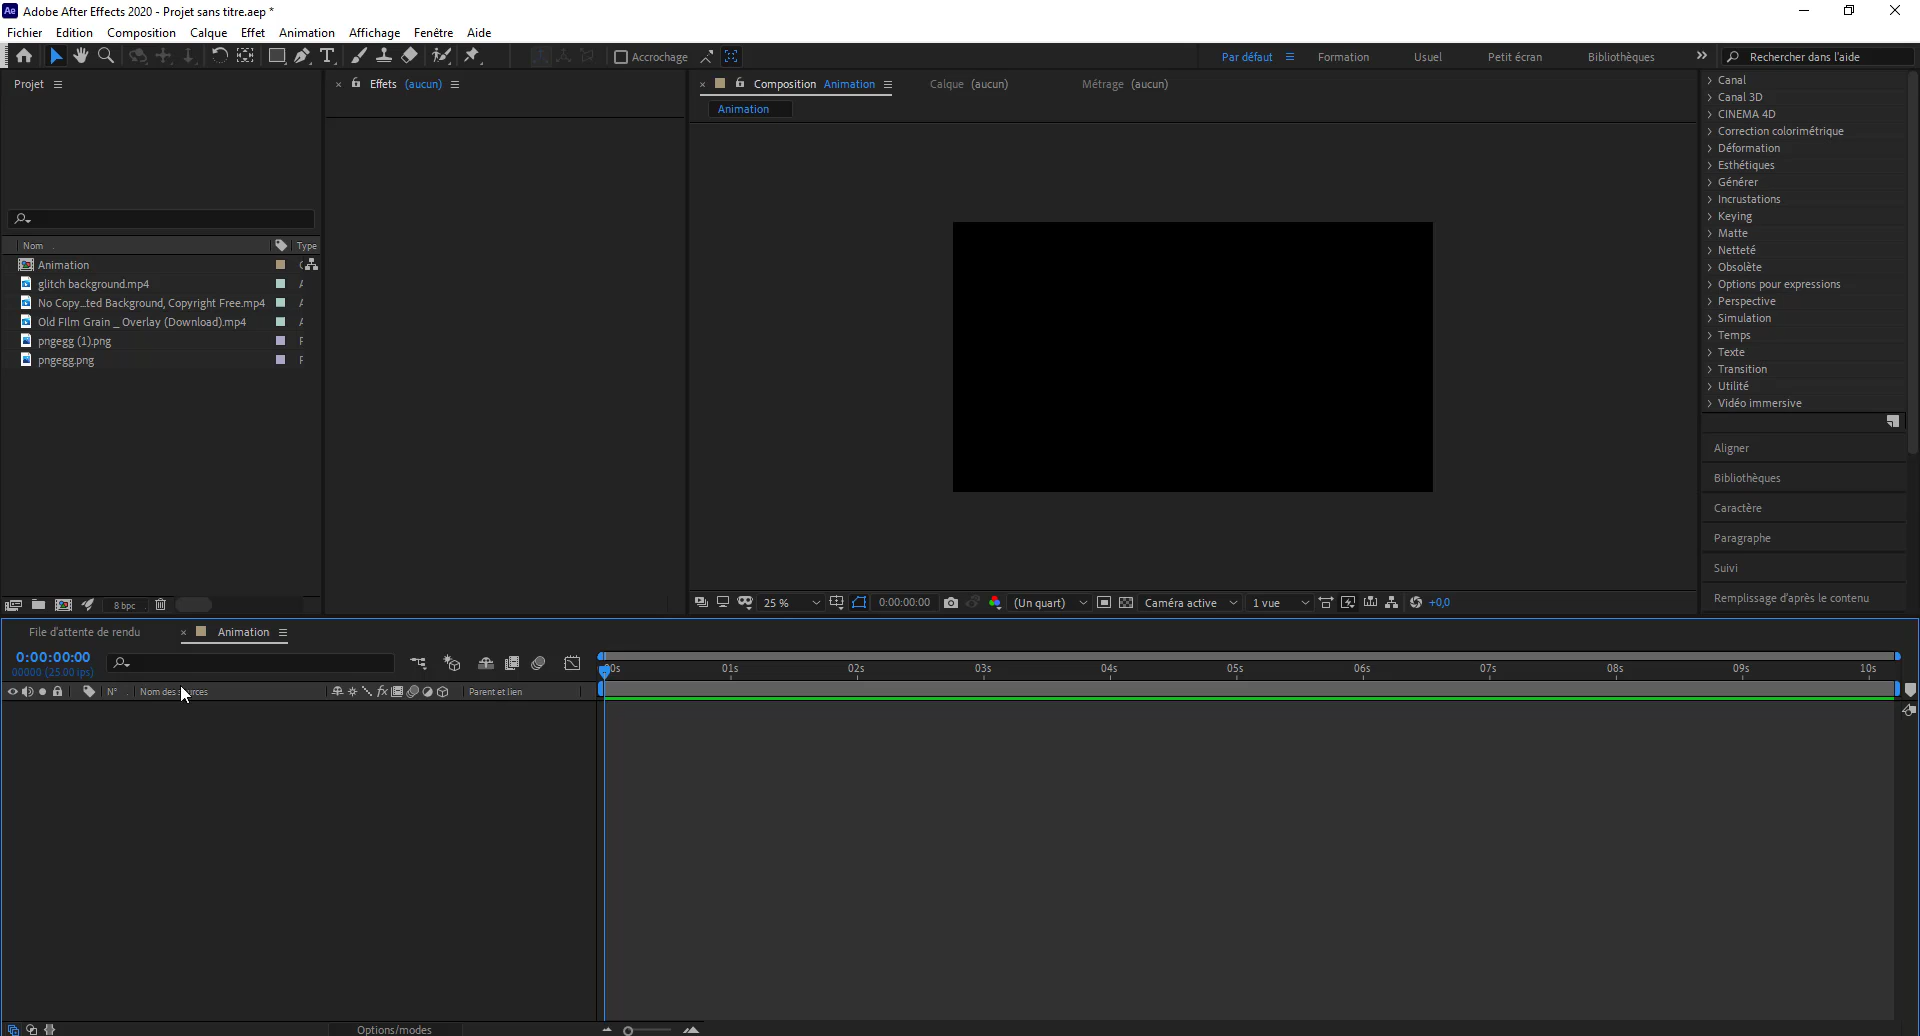 Ae Adobe After Effects 2020 - Projet sans titre.aep *
Fichier Edition Composition Calque Effet Animation Affichage Fenêtre Aide
Accrochage
Par défaut Formation Usuel Petit écran Bibliothèques » Rechercher dans l'aide
Projet
Nom Type
Animation
glitch background.mp4
No Copy...ted Background, Copyright Free.mp4
Old FIlm Grain _ Overlay (Download).mp4
pngegg (1).png
pngegg.png
8 bpc
Effets (aucun)
Composition Animation
Calque (aucun)
Métrage (aucun)
Animation
25 % 0:00:00:00 (Un quart) Caméra active 1 vue +0,0
Canal
Canal 3D
CINEMA 4D
Correction colorimétrique
Déformation
Esthétiques
Générer
Incrustations
Keying
Matte
Netteté
Obsolète
Options pour expressions
Perspective
Simulation
Temps
Texte
Transition
Utilité
Vidéo immersive
Aligner
Bibliothèques
Caractère
Paragraphe
Suivi
Remplissage d'après le contenu
File d'attente de rendu Animation
0:00:00:00
00000 (25.00 ips)
N° Parent et lien
01s 02s 03s 04s 05s 06s 07s 08s 09s 10s
Options/modes